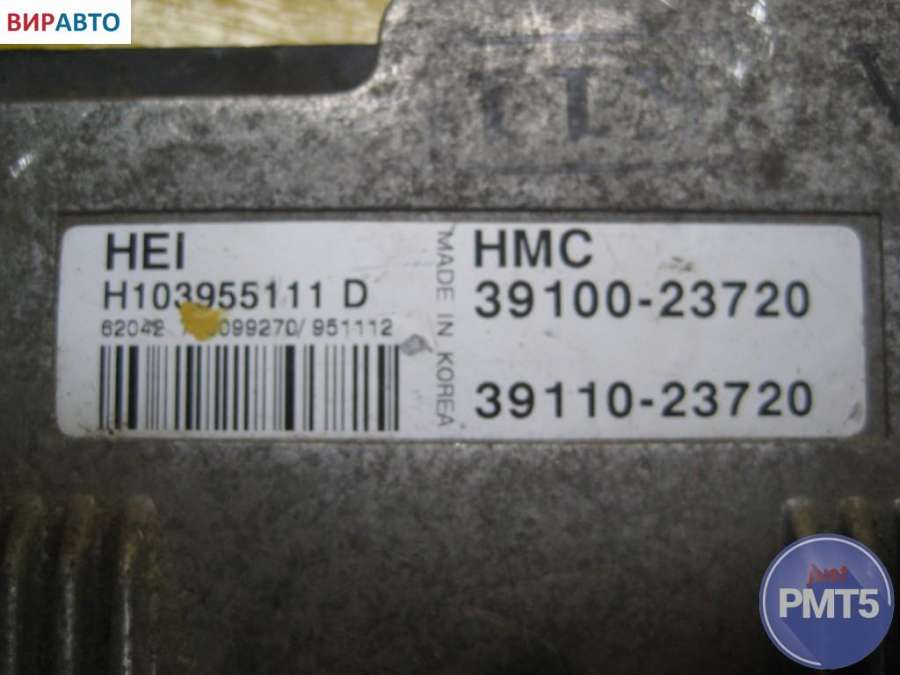 ВИРАВТО
HEI
H103955111 D
62042 099270/ 951112
MADE IN KOREA
HMC
39100-23720
39110-23720
PMT5